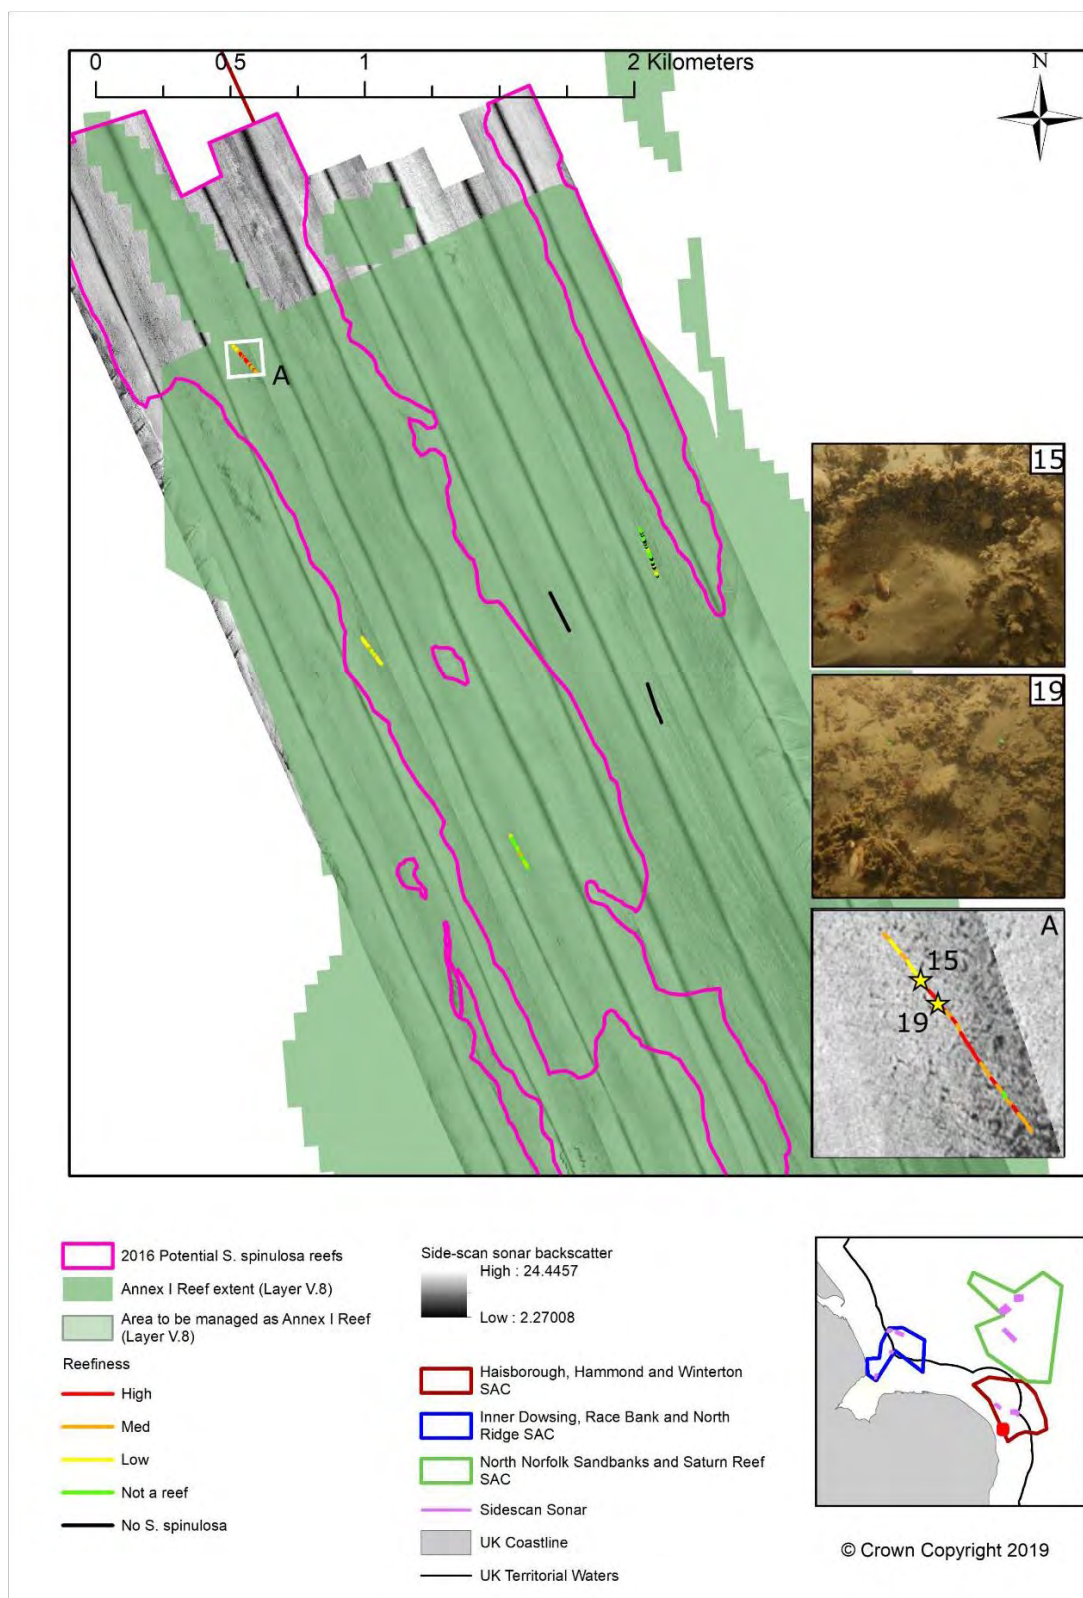 0 0.5 1 2 Kilometers
N
A
15
19
A
15
19
2016 Potential S. spinulosa reefs
Annex I Reef extent (Layer V.8)
Area to be managed as Annex I Reef
(Layer V.8)
Reefiness
High
Med
Low
Not a reef
No S. spinulosa
Side-scan sonar backscatter
High : 24.4457
Low : 2.27008
Haisborough, Hammond and Winterton
SAC
Inner Dowsing, Race Bank and North
Ridge SAC
North Norfolk Sandbanks and Saturn Reef
SAC
Sidescan Sonar
UK Coastline
UK Territorial Waters
© Crown Copyright 2019